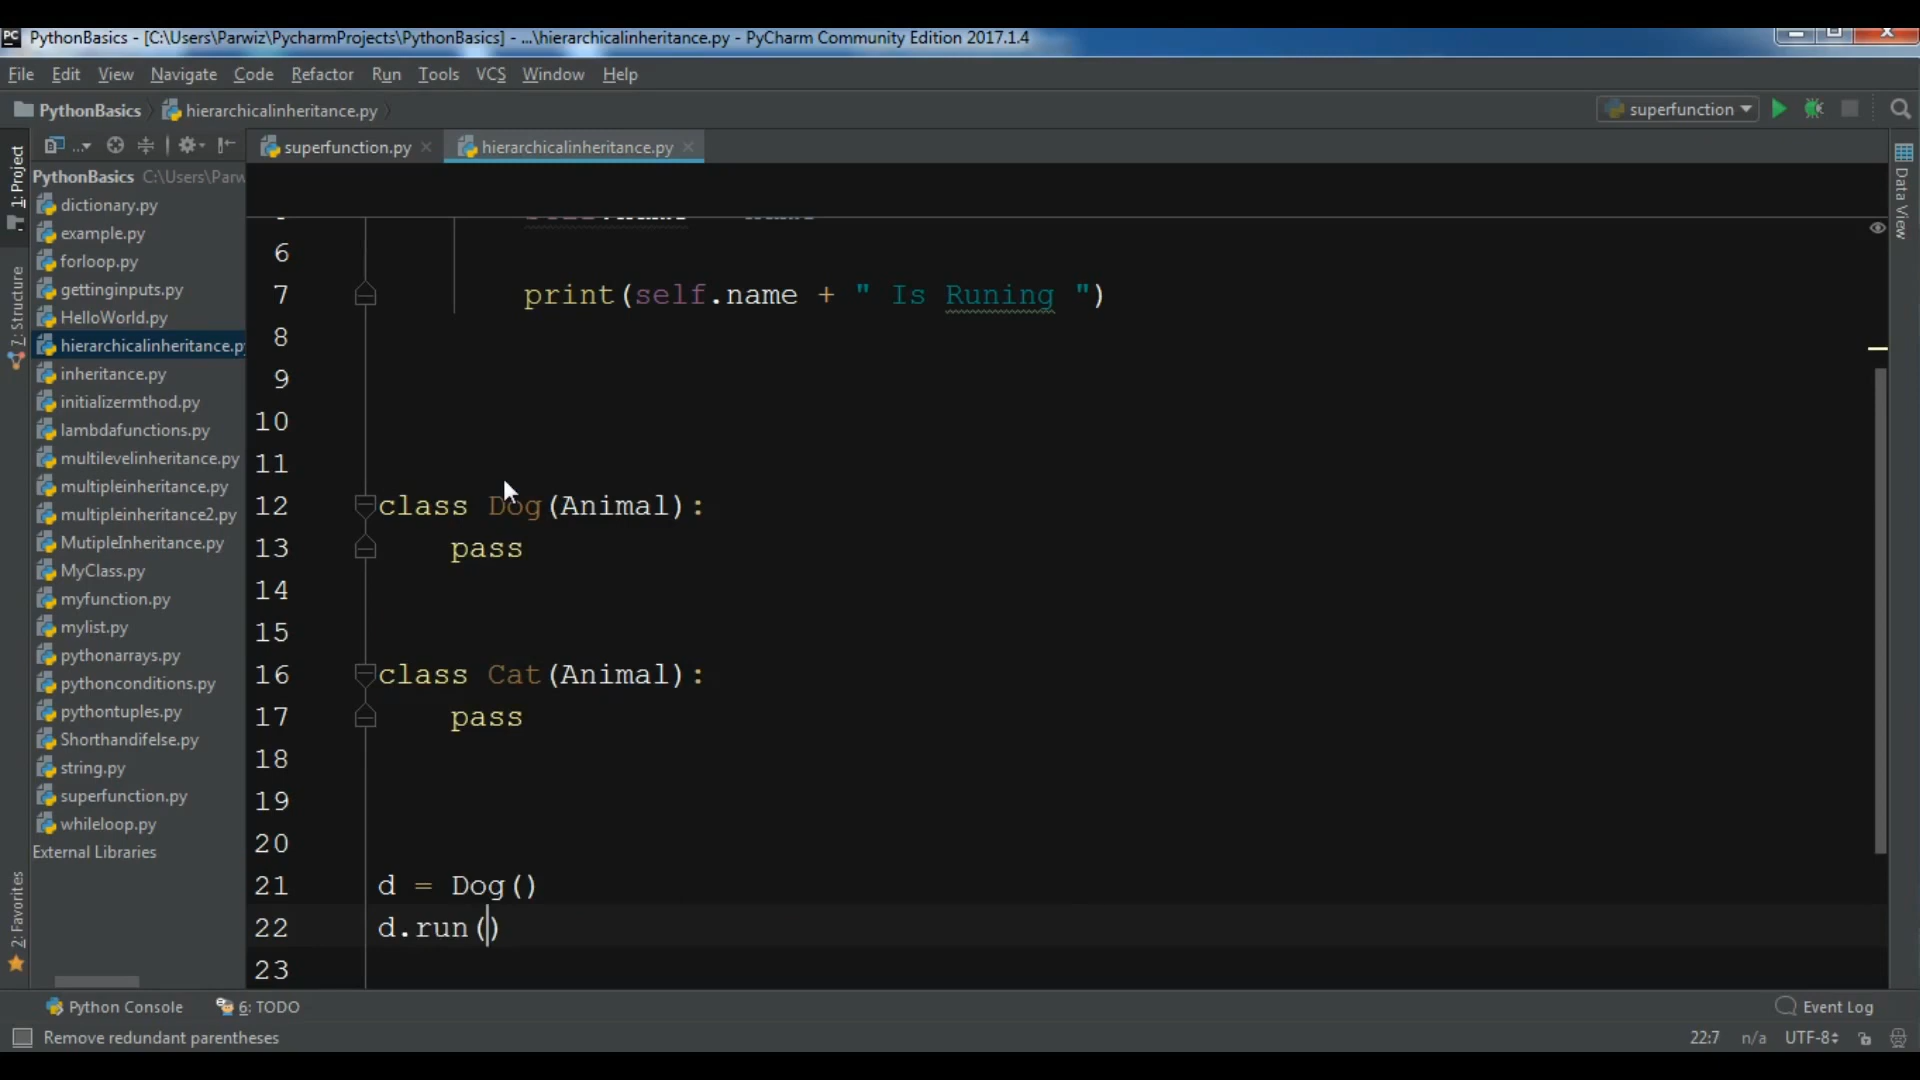 PC PythonBasics - [C:\Users\Parwiz\PycharmProjects\PythonBasics] - ...\hierarchicalinheritance.py - PyCharm Community Edition 2017.1.4
File Edit View Navigate Code Refactor Run Tools VCS Window Help
PythonBasics hierarchicalinheritance.py superfunction
... superfunction.py hierarchicalinheritance.py
1: Project
7: Structure
2: Favorites
PythonBasics C:\Users\Parw
dictionary.py
example.py
forloop.py
gettinginputs.py
HelloWorld.py
hierarchicalinheritance.p
inheritance.py
initializermthod.py
lambdafunctions.py
multilevelinheritance.py
multipleinheritance.py
multipleinheritance2.py
MutipleInheritance.py
MyClass.py
myfunction.py
mylist.py
pythonarrays.py
pythonconditions.py
pythontuples.py
Shorthandifelse.py
string.py
superfunction.py
whileloop.py
External Libraries
6
7 print(self.name + " Is Runing ")
8
9
10
11
12 class Dog(Animal):
13 pass
14
15
16 class Cat(Animal):
17 pass
18
19
20
21 d = Dog()
22 d.run()
23
Data View
Python Console 6: TODO Event Log
Remove redundant parentheses 22:7 n/a UTF-8